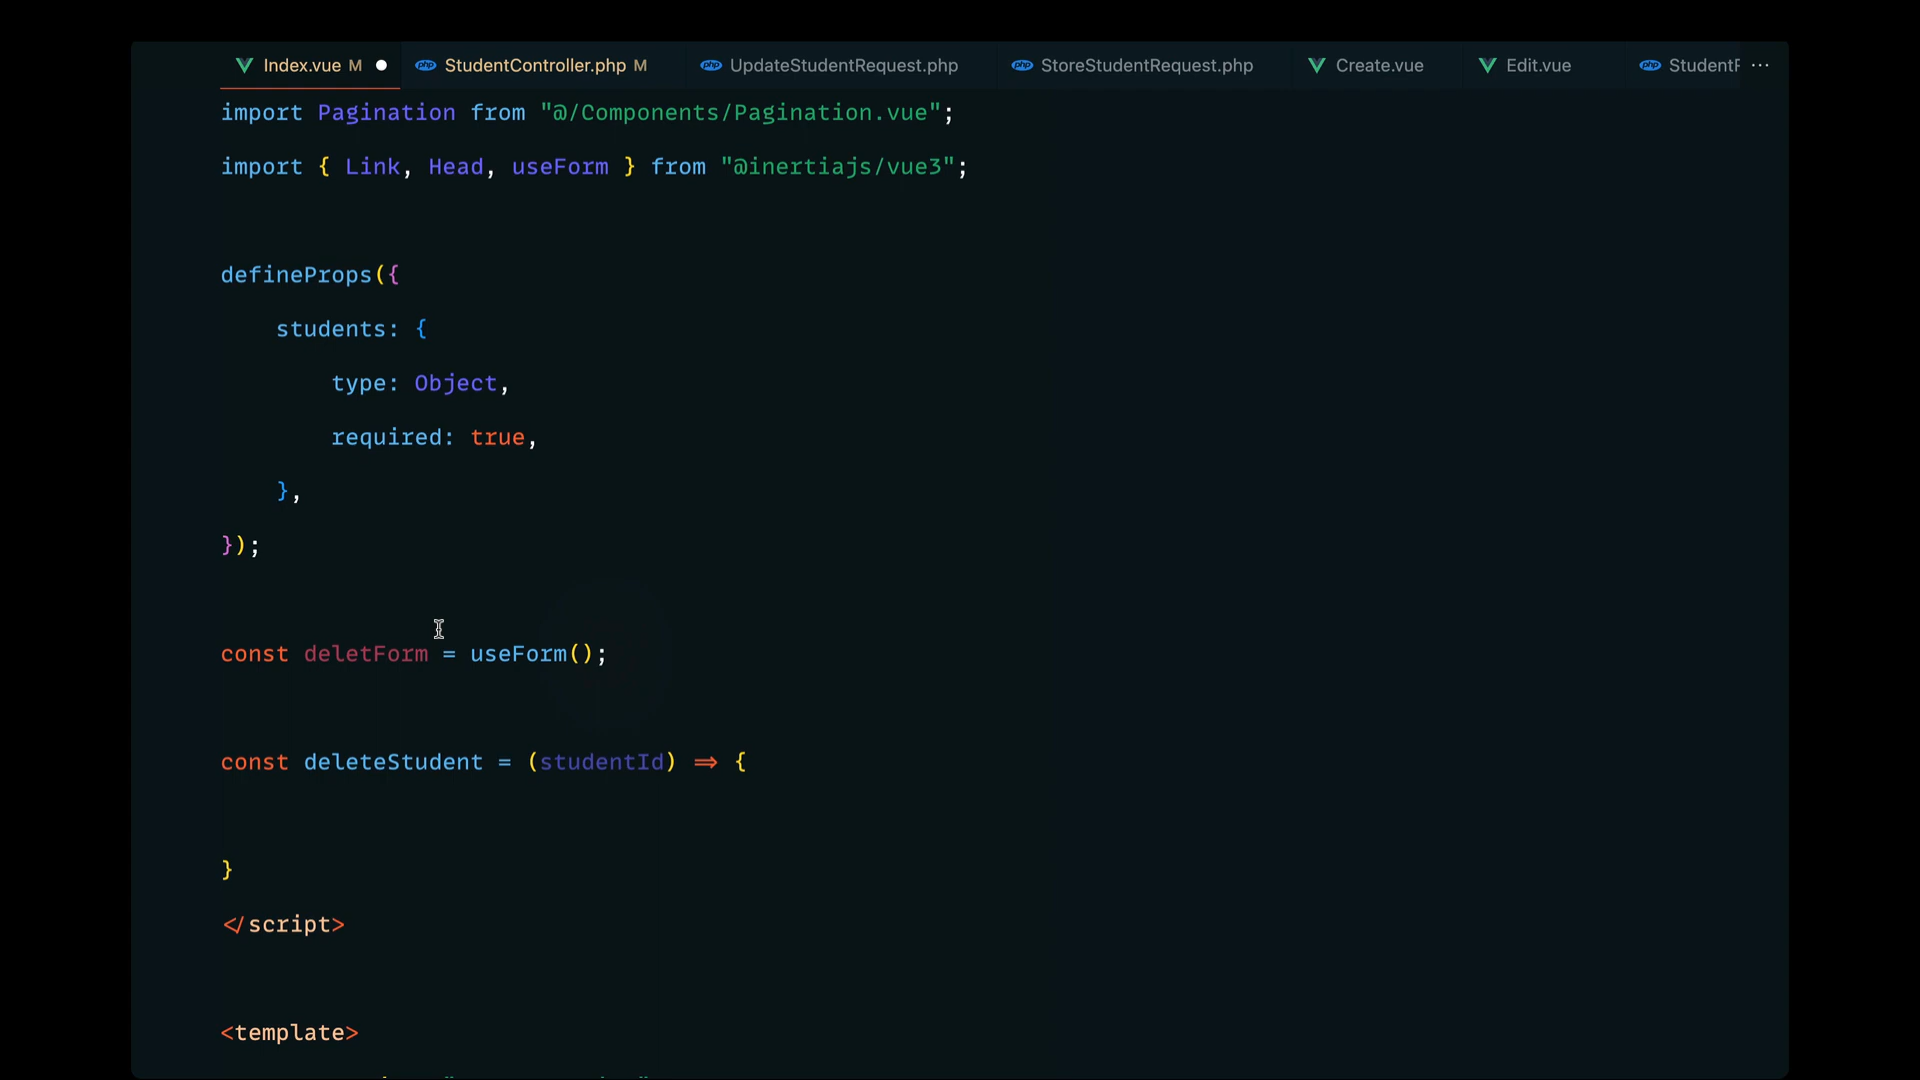 Index.vue M StudentController.php M UpdateStudentRequest.php StoreStudentRequest.php Create.vue Edit.vue ...
import Pagination from "@/Components/Pagination.vue";
import { Link, Head, useForm } from "@inertiajs/vue3";
defineProps({
students: {
type: Object,
required: true,
},
});
const deletForm = useForm();
const deleteStudent = (studentId) => {
}
</script>
<template>